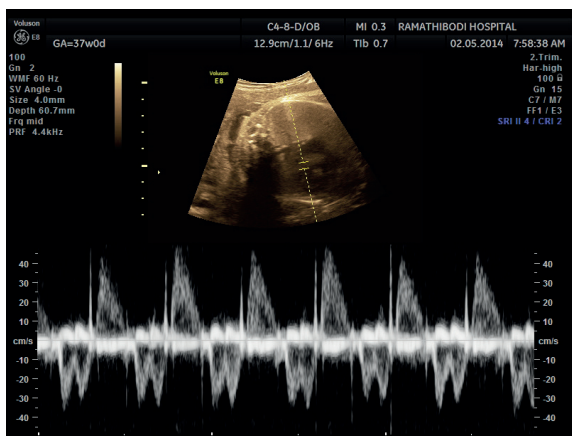 Voluson
E8
C4-8-D/OB MI 0.3 RAMATHIBODI HOSPITAL
GA=37w0d 12.9cm/1.1/ 6Hz TIb 0.7 02.05.2014 7:58:38 AM
100
Gn 2
WMF 60 Hz
SV Angle -0
Size 4.0mm
Depth 60.7mm
Frq mid
PRF 4.4kHz
2.Trim.
Har-high
100
Gn 15
C7 / M7
FF1 / E3
SRI II 4 / CRI 2
Voluson
E8
40 40
30 30
20 20
10 10
cm/s cm/s
-10 -10
-20 -20
-30 -30
-40 -40